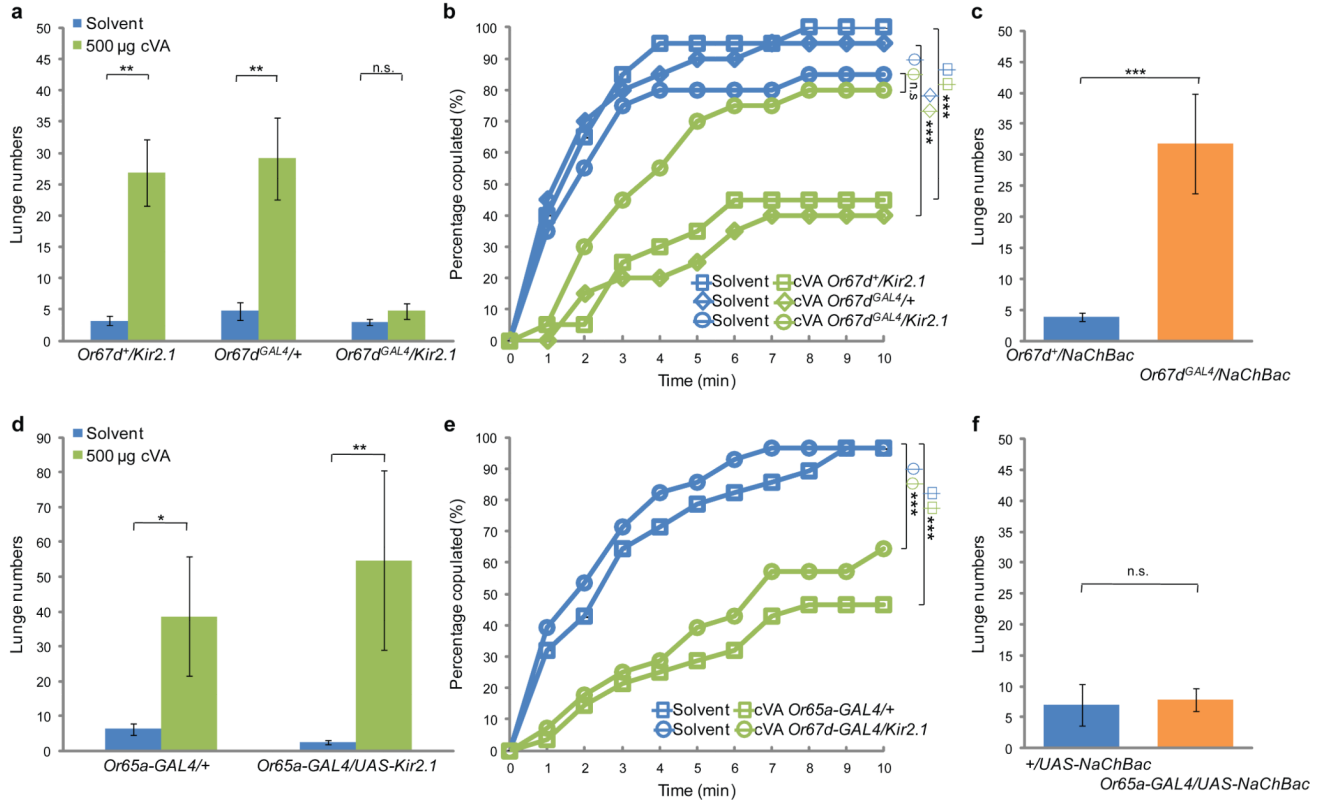 a
Solvent
500 µg cVA
Lunge numbers
50
45
40
35
30
25
20
15
10
5
0
**
**
n.s.
Or67d+/Kir2.1
Or67dGAL4/+
Or67dGAL4/Kir2.1
b
Percentage copulated (%)
100
90
80
70
60
50
40
30
20
10
0
n.s
***
***
Solvent cVA Or67d+/Kir2.1
Solvent cVA Or67dGAL4/+
Solvent cVA Or67dGAL4/Kir2.1
0 1 2 3 4 5 6 7 8 9 10
Time (min)
c
Lunge numbers
50
45
40
35
30
25
20
15
10
5
0
***
Or67d+/NaChBac
Or67dGAL4/NaChBac
d
Solvent
500 µg cVA
Lunge numbers
90
80
70
60
50
40
30
20
10
0
*
**
Or65a-GAL4/+
Or65a-GAL4/UAS-Kir2.1
e
Percentage copulated (%)
100
90
80
70
60
50
40
30
20
10
0
***
***
Solvent cVA Or65a-GAL4/+
Solvent cVA Or67d-GAL4/Kir2.1
0 1 2 3 4 5 6 7 8 9 10
Time (min)
f
Lunge numbers
50
45
40
35
30
25
20
15
10
5
0
n.s.
+/UAS-NaChBac
Or65a-GAL4/UAS-NaChBac